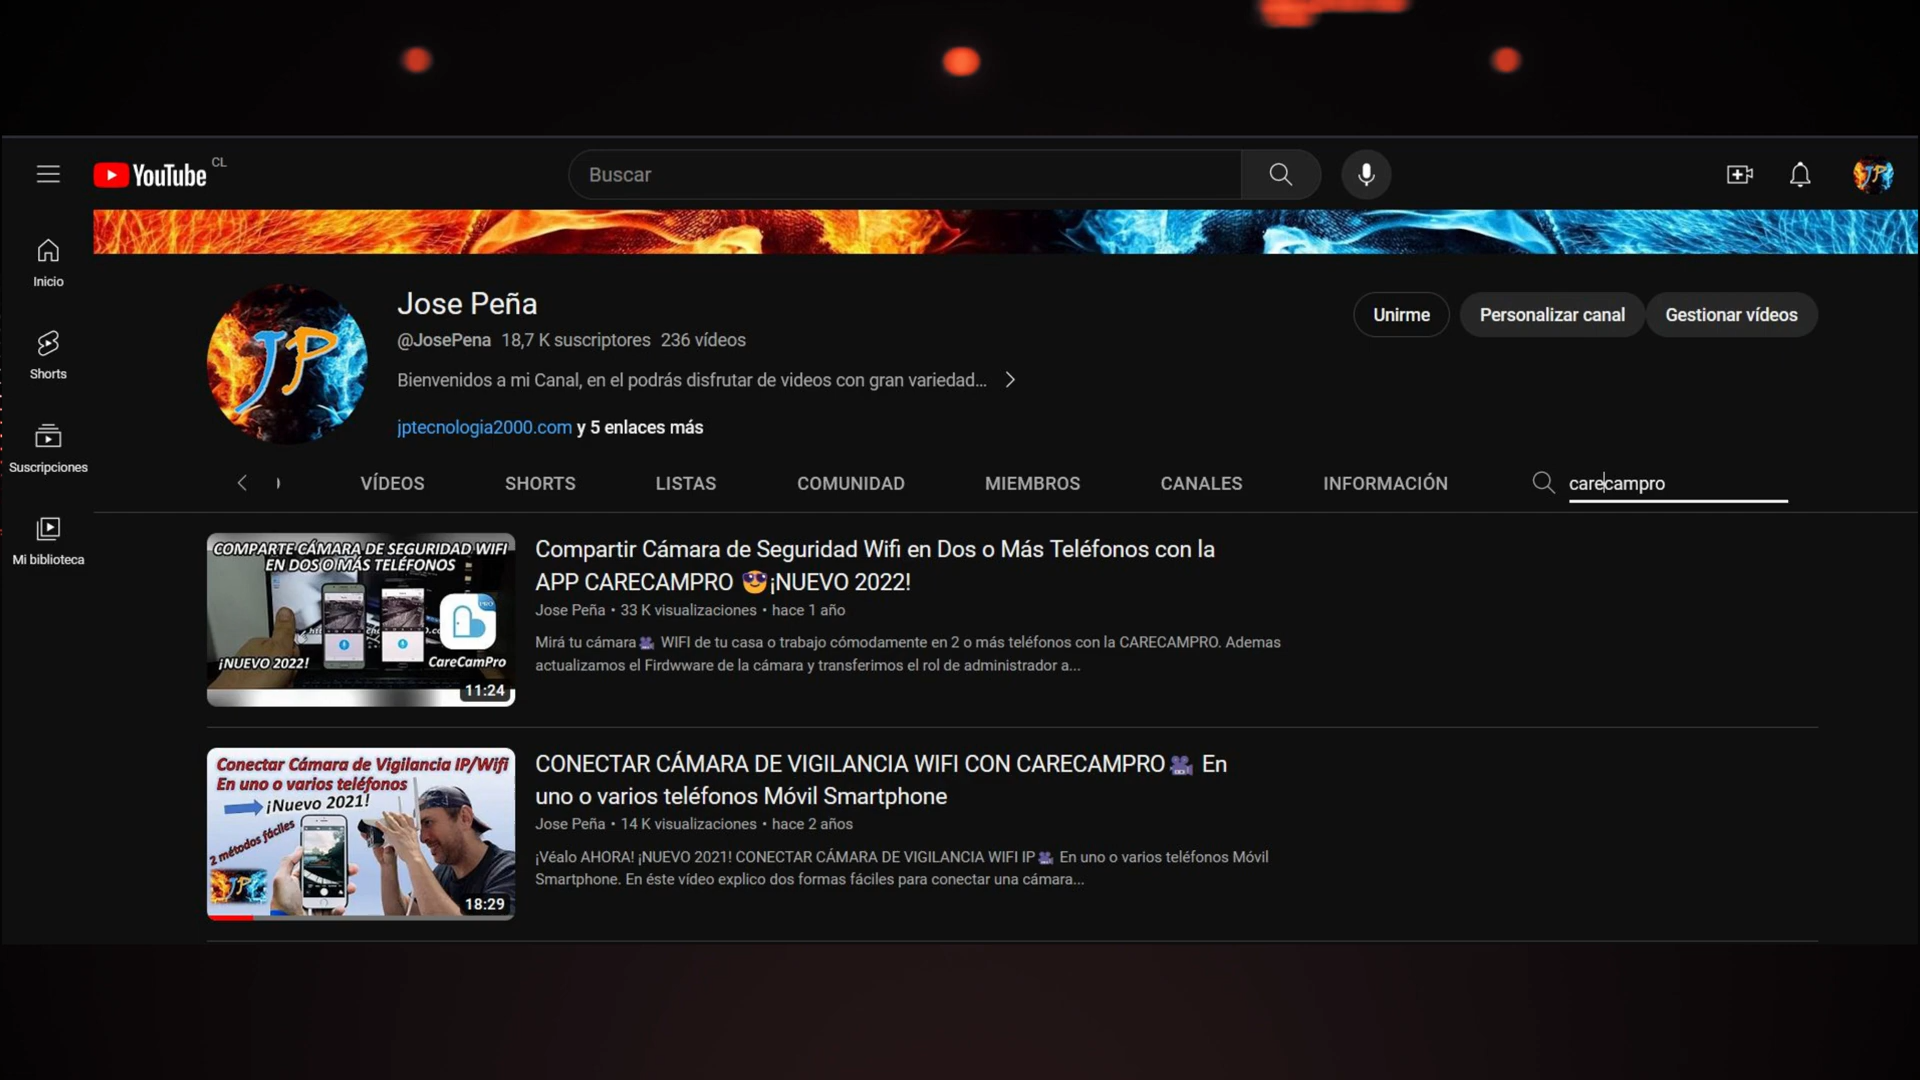 YouTube CL
Buscar
Inicio
Shorts
Suscripciones
Mi biblioteca
JP
Jose Peña
@JosePena 18,7 K suscriptores 236 vídeos
Bienvenidos a mi Canal, en el podrás disfrutar de videos con gran variedad...
jptecnologia2000.com y 5 enlaces más
Unirme
Personalizar canal
Gestionar vídeos
VÍDEOS SHORTS LISTAS COMUNIDAD MIEMBROS CANALES INFORMACIÓN carecampro
COMPARTE CÁMARA DE SEGURIDAD WIFI
EN DOS O MÁS TELÉFONOS
PRO
¡NUEVO 2022!
CareCamPro
11:24
Compartir Cámara de Seguridad Wifi en Dos o Más Teléfonos con la
APP CARECAMPRO 😎¡NUEVO 2022!
Jose Peña • 33 K visualizaciones • hace 1 año
Mirá tu cámara🎥 WIFI de tu casa o trabajo cómodamente en 2 o más teléfonos con la CARECAMPRO. Ademas
actualizamos el Firdwware de la cámara y transferimos el rol de administrador a...
Conectar Cámara de Vigilancia IP/Wifi
En uno o varios teléfonos
¡Nuevo 2021!
2 métodos fáciles
JP
18:29
CONECTAR CÁMARA DE VIGILANCIA WIFI CON CARECAMPRO🎥 En
uno o varios teléfonos Móvil Smartphone
Jose Peña • 14 K visualizaciones • hace 2 años
¡Véalo AHORA! ¡NUEVO 2021! CONECTAR CÁMARA DE VIGILANCIA WIFI IP🎥 En uno o varios teléfonos Móvil
Smartphone. En éste vídeo explico dos formas fáciles para conectar una cámara...